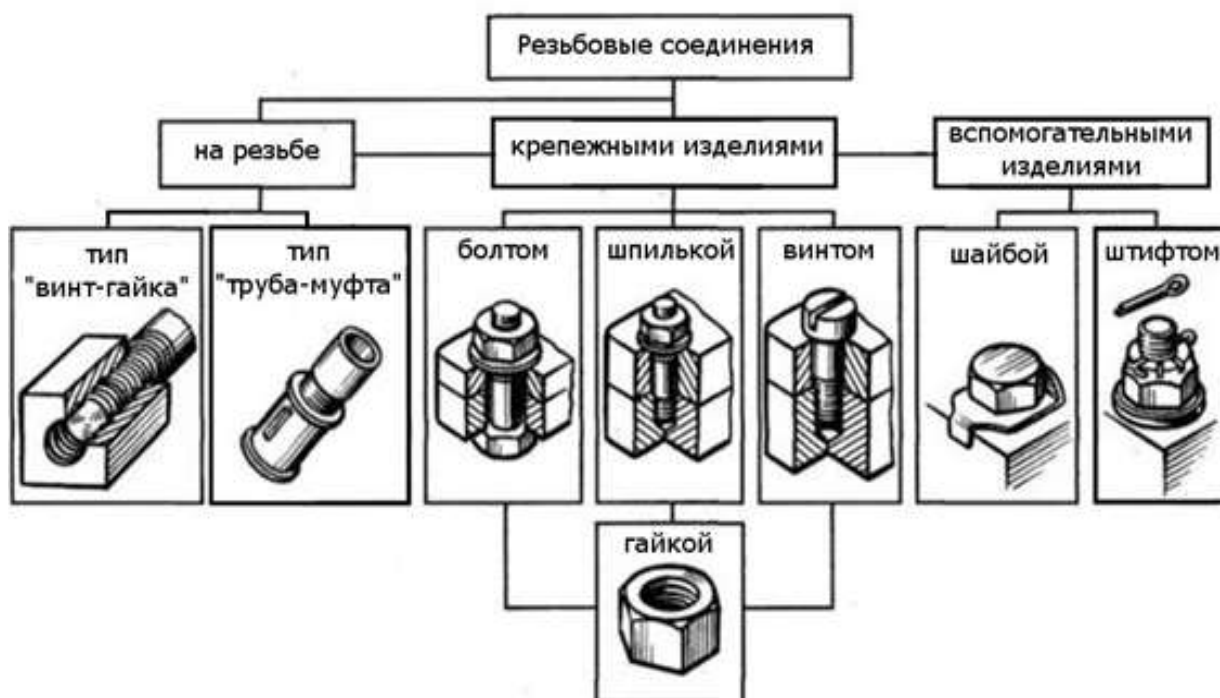 Резьбовые соединения
на резьбе
крепежными изделиями
вспомогательными
изделиями
тип
"винт-гайка"
тип
"труба-муфта"
болтом
шпилькой
винтом
шайбой
штифтом
гайкой